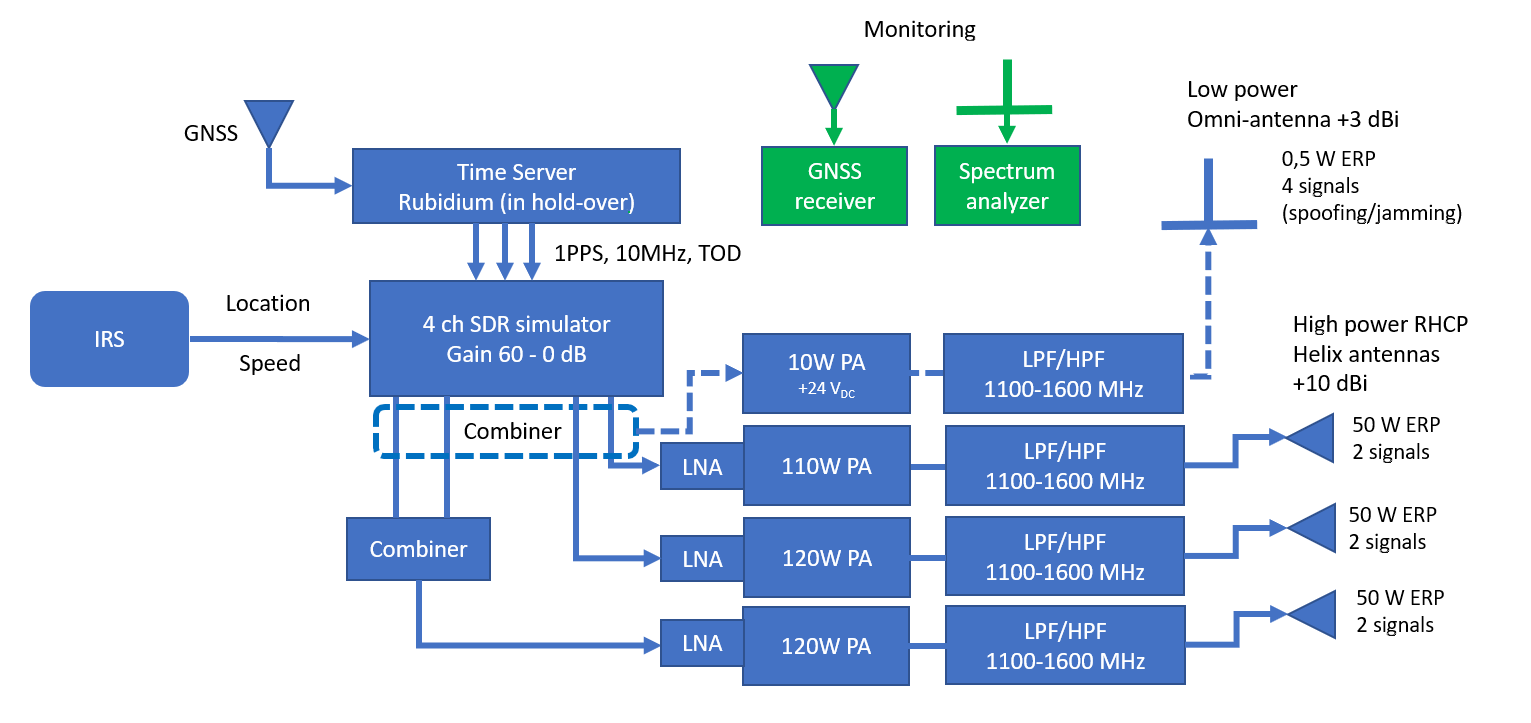 Monitoring
GNSS
Time Server
Rubidium (in hold-over)
GNSS
receiver
Spectrum
analyzer
Low power
Omni-antenna +3 dBi
0,5 W ERP
4 signals
(spoofing/jamming)
1PPS, 10MHz, TOD
IRS
Location
Speed
4 ch SDR simulator
Gain 60 - 0 dB
Combiner
10W PA
+24 VDC
LPF/HPF
1100-1600 MHz
High power RHCP
Helix antennas
+10 dBi
LNA
110W PA
LPF/HPF
1100-1600 MHz
50 W ERP
2 signals
Combiner
LNA
120W PA
LPF/HPF
1100-1600 MHz
50 W ERP
2 signals
LNA
120W PA
LPF/HPF
1100-1600 MHz
50 W ERP
2 signals